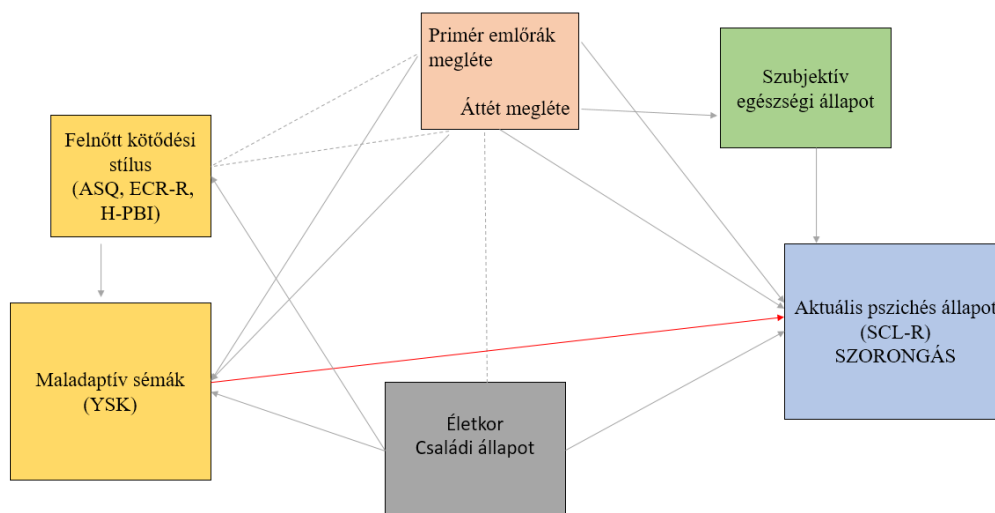 Primér emlőrák
megléte
Áttét megléte
Szubjektív
egészségi állapot
Felnőtt kötődési
stílus
(ASQ, ECR-R,
H-PBI)
Aktuális pszichés állapot
(SCL-R)
SZORONGÁS
Maladaptív sémák
(YSK)
Életkor
Családi állapot